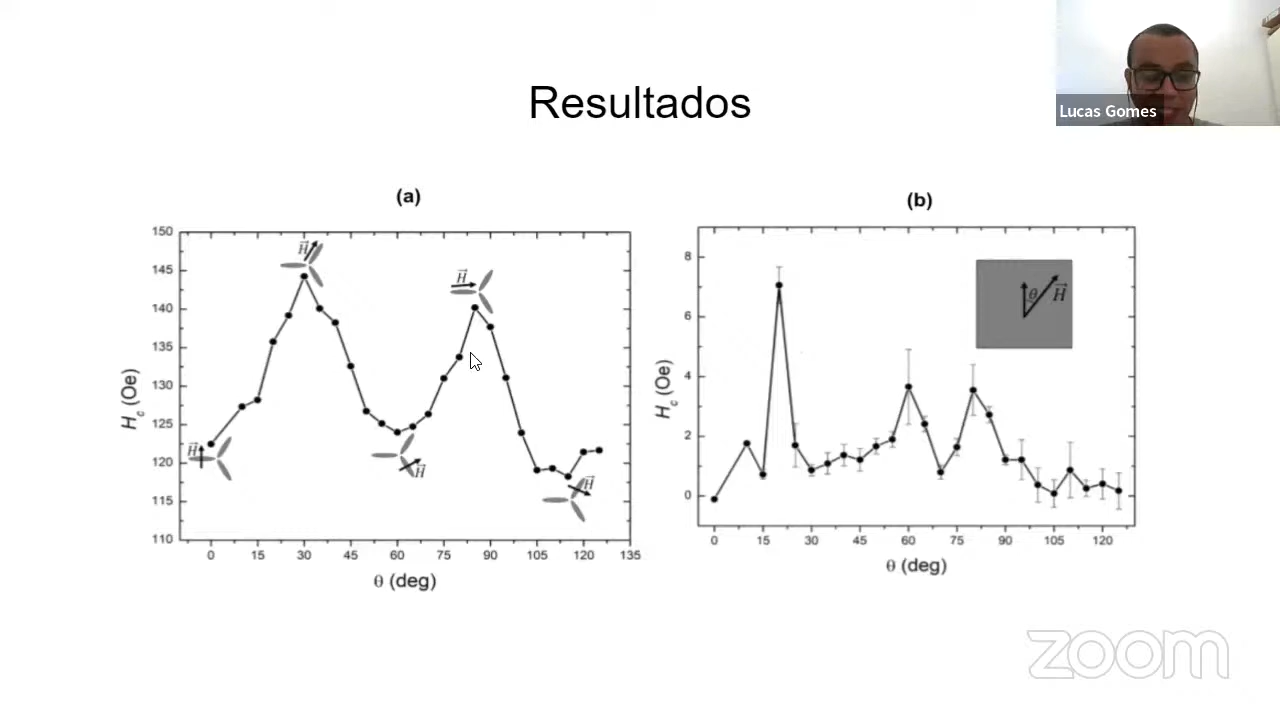 Resultados
Lucas Gomes
(a)
150
145
140
135
130
125
120
115
110
H_c (Oe)
H
H
H
H
H
0
15
30
45
60
75
90
105
120
135
θ (deg)
(b)
8
6
4
2
0
H_c (Oe)
θ
H
0
15
30
45
60
75
90
105
120
θ (deg)
zoom